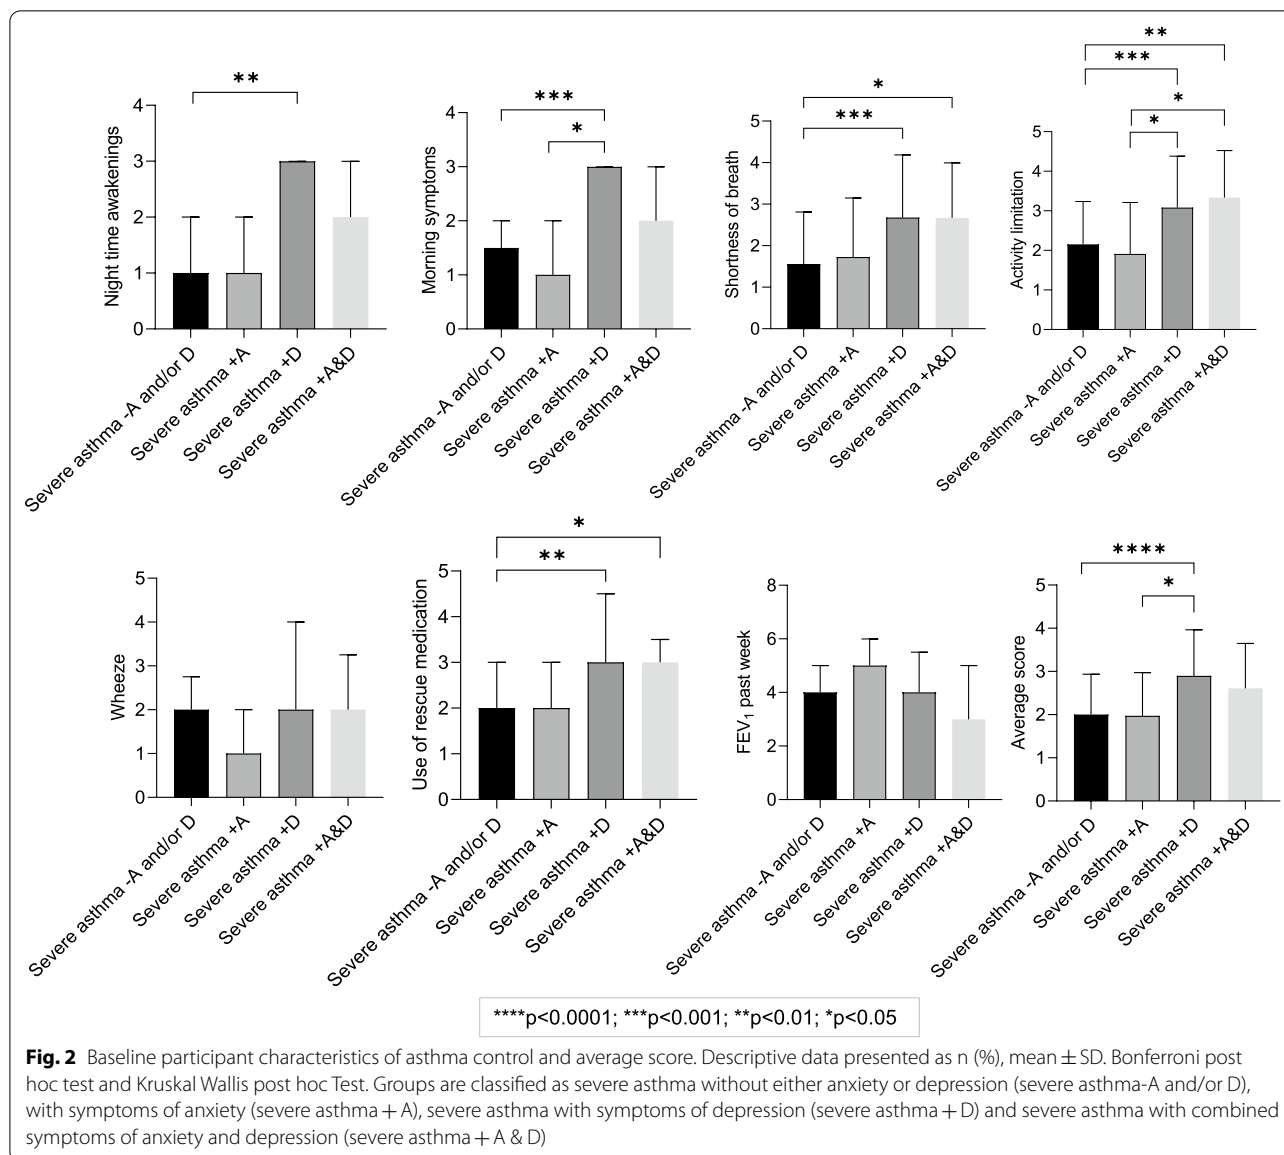 **
Night time awakenings
4
3
2
1
0
Severe asthma -A and/or D
Severe asthma +A
Severe asthma +D
Severe asthma +A&D
***
*
Morning symptoms
4
3
2
1
0
Severe asthma -A and/or D
Severe asthma +A
Severe asthma +D
Severe asthma +A&D
*
***
Shortness of breath
5
4
3
2
1
0
Severe asthma -A and/or D
Severe asthma +A
Severe asthma +D
Severe asthma +A&D
**
***
*
*
Activity limitation
5
4
3
2
1
0
Severe asthma -A and/or D
Severe asthma +A
Severe asthma +D
Severe asthma +A&D
Wheeze
5
4
3
2
1
0
Severe asthma -A and/or D
Severe asthma +A
Severe asthma +D
Severe asthma +A&D
*
**
Use of rescue medication
5
4
3
2
1
0
Severe asthma -A and/or D
Severe asthma +A
Severe asthma +D
Severe asthma +A&D
FEV₁ past week
8
6
4
2
0
Severe asthma -A and/or D
Severe asthma +A
Severe asthma +D
Severe asthma +A&D
****
*
Average score
5
4
3
2
1
0
Severe asthma -A and/or D
Severe asthma +A
Severe asthma +D
Severe asthma +A&D
****p<0.0001; ***p<0.001; **p<0.01; *p<0.05
Fig. 2 Baseline participant characteristics of asthma control and average score. Descriptive data presented as n (%), mean ± SD. Bonferroni post
hoc test and Kruskal Wallis post hoc Test. Groups are classified as severe asthma without either anxiety or depression (severe asthma-A and/or D),
with symptoms of anxiety (severe asthma + A), severe asthma with symptoms of depression (severe asthma + D) and severe asthma with combined
symptoms of anxiety and depression (severe asthma + A & D)